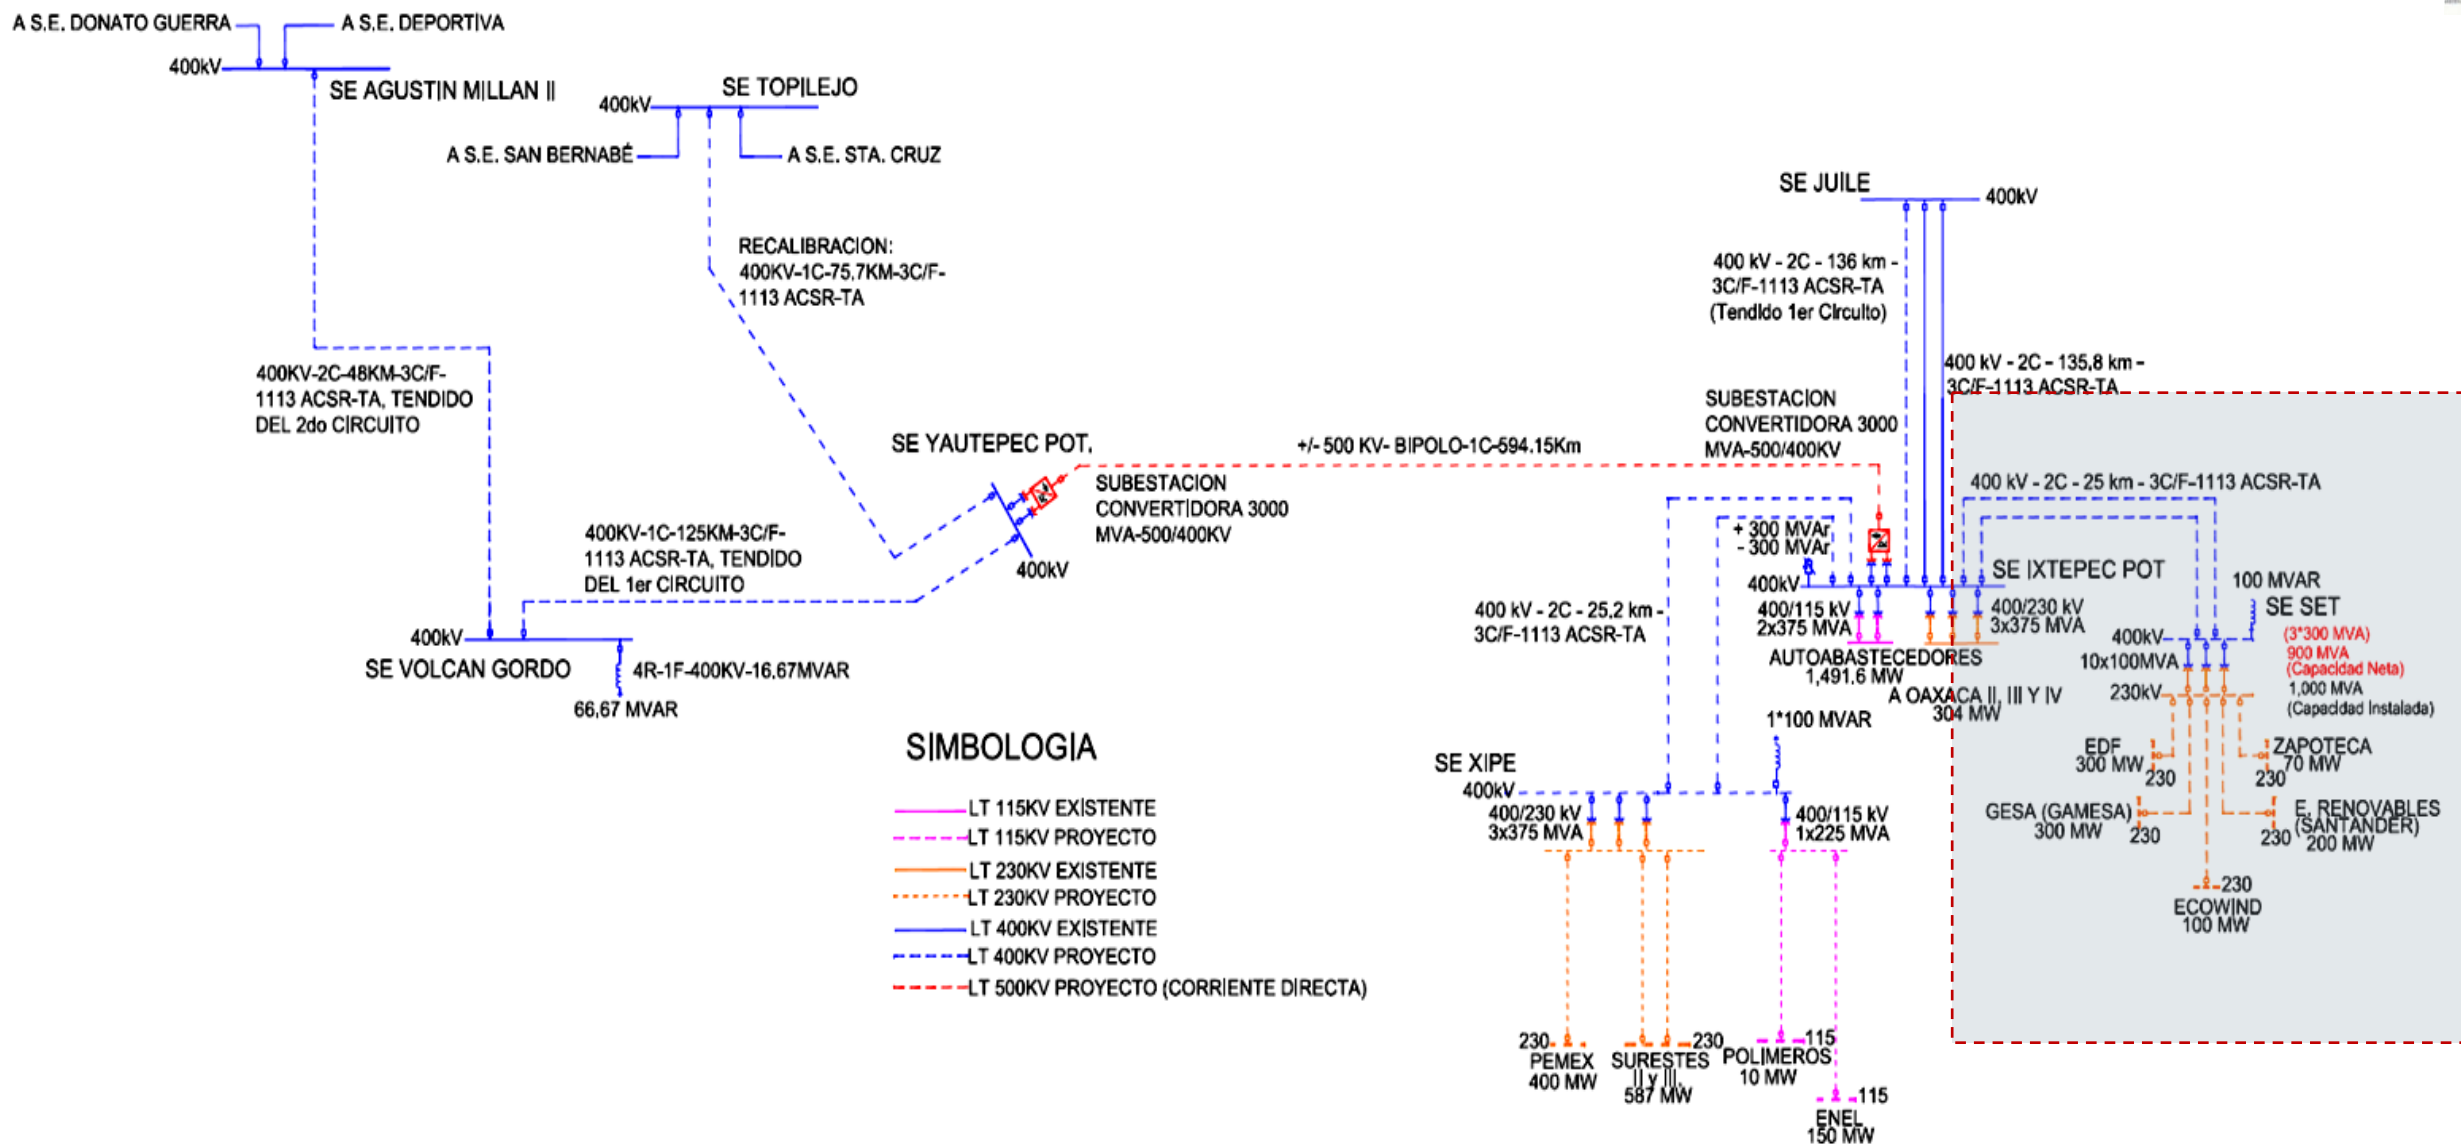 A S.E. DONATO GUERRA
A S.E. DEPORTIVA
400kV
SE AGUSTIN MILLAN II
SE TOPILEJO
400kV
A S.E. SAN BERNABÉ
A S.E. STA. CRUZ
RECALIBRACION:
400KV-1C-75.7KM-3C/F-
1113 ACSR-TA
400KV-2C-48KM-3C/F-
1113 ACSR-TA, TENDIDO
DEL 2do CIRCUITO
SE YAUTEPEC POT.
SUBESTACION
CONVERTIDORA 3000
MVA-500/400KV
400kV
400KV-1C-125KM-3C/F-
1113 ACSR-TA, TENDIDO
DEL 1er CIRCUITO
400kV
SE VOLCAN GORDO
4R-1F-400KV-16.67MVAR
66.67 MVAR
+/- 500 KV- BIPOLO-1C-594.15Km
SE JUILE
400kV
400 kV - 2C - 136 km -
3C/F-1113 ACSR-TA
(Tendido 1er Circuito)
400 kV - 2C - 135.8 km -
3C/F-1113 ACSR-TA
SUBESTACION
CONVERTIDORA 3000
MVA-500/400KV
400 kV - 2C - 25 km - 3C/F-1113 ACSR-TA
+ 300 MVAr
- 300 MVAr
400kV
SE IXTEPEC POT
400/115 kV
2x375 MVA
400/230 kV
3x375 MVA
AUTOABASTECEDORES
1,491.6 MW
A OAXACA II, III Y IV
304 MW
400 kV - 2C - 25.2 km -
3C/F-1113 ACSR-TA
100 MVAR
SE SET
400kV
(3*300 MVA)
900 MVA
(Capacidad Neta)
10x100MVA
230kV
1,000 MVA
(Capacidad Instalada)
EDF
300 MW
230
ZAPOTECA
70 MW
230
GESA (GAMESA)
300 MW
230
E. RENOVABLES
(SANTANDER)
200 MW
230
230
ECOWIND
100 MW
1*100 MVAR
SE XIPE
400kV
400/230 kV
3x375 MVA
400/115 kV
1x225 MVA
230
PEMEX
400 MW
230
SURESTES
II y III,
587 MW
115
POLIMEROS
10 MW
115
ENEL
150 MW
SIMBOLOGIA
LT 115KV EXISTENTE
LT 115KV PROYECTO
LT 230KV EXISTENTE
LT 230KV PROYECTO
LT 400KV EXISTENTE
LT 400KV PROYECTO
LT 500KV PROYECTO (CORRIENTE DIRECTA)